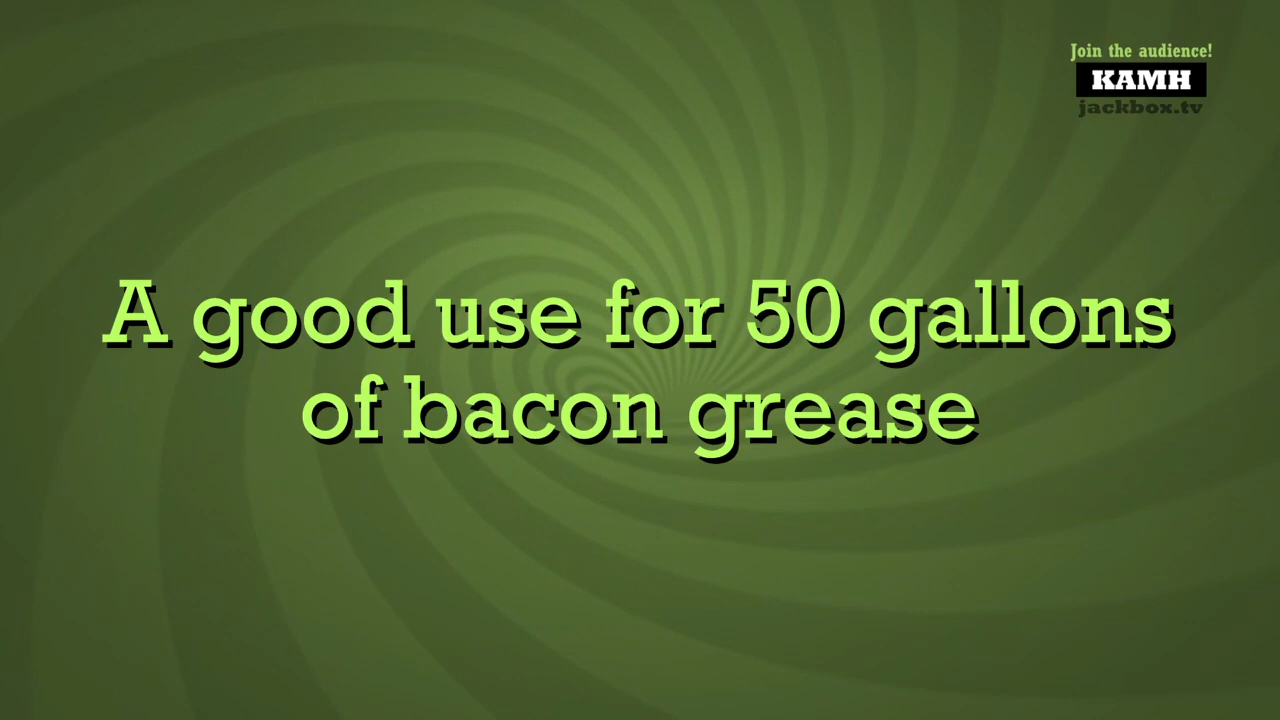 Join the audience!
KAMH
jackbox.tv
A good use for 50 gallons
of bacon grease